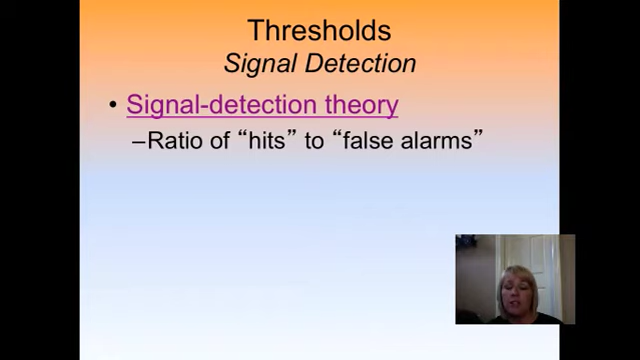 Thresholds
Signal Detection
• Signal-detection theory
–Ratio of “hits” to “false alarms”